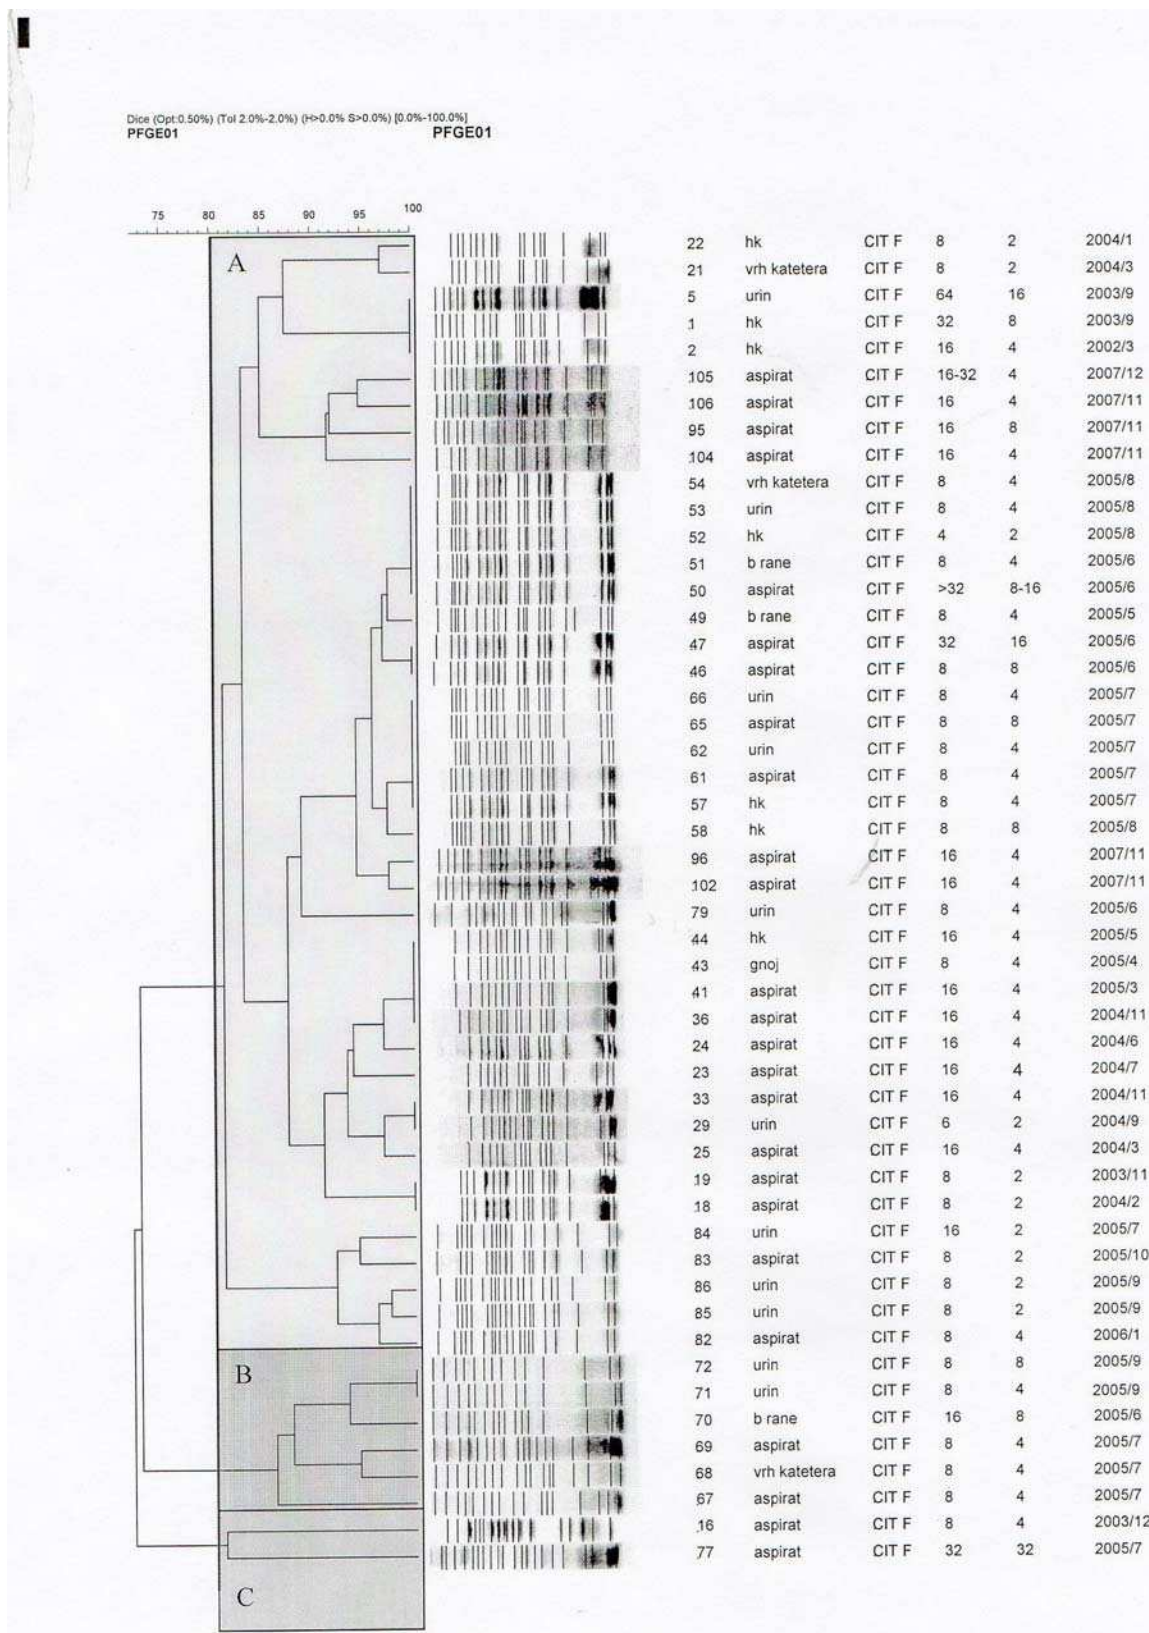 Dice (Opt:0.50%) (Tol 2.0%-2.0%) (H>0.0% S>0.0%) [0.0%-100.0%]
PFGE01 PFGE01
75 80 85 90 95 100
A
22 hk CIT F 8 2 2004/1
21 vrh katetera CIT F 8 2 2004/3
5 urin CIT F 64 16 2003/9
1 hk CIT F 32 8 2003/9
2 hk CIT F 16 4 2002/3
105 aspirat CIT F 16-32 4 2007/12
106 aspirat CIT F 16 4 2007/11
95 aspirat CIT F 16 8 2007/11
104 aspirat CIT F 16 4 2007/11
54 vrh katetera CIT F 8 4 2005/8
53 urin CIT F 8 4 2005/8
52 hk CIT F 4 2 2005/8
51 b rane CIT F 8 4 2005/6
50 aspirat CIT F >32 8-16 2005/6
49 b rane CIT F 8 4 2005/5
47 aspirat CIT F 32 16 2005/6
46 aspirat CIT F 8 8 2005/6
66 urin CIT F 8 4 2005/7
65 aspirat CIT F 8 8 2005/7
62 urin CIT F 8 4 2005/7
61 aspirat CIT F 8 4 2005/7
57 hk CIT F 8 4 2005/7
58 hk CIT F 8 8 2005/8
96 aspirat CIT F 16 4 2007/11
102 aspirat CIT F 16 4 2007/11
79 urin CIT F 8 4 2005/6
44 hk CIT F 16 4 2005/5
43 gnoj CIT F 8 4 2005/4
41 aspirat CIT F 16 4 2005/3
36 aspirat CIT F 16 4 2004/11
24 aspirat CIT F 16 4 2004/6
23 aspirat CIT F 16 4 2004/7
33 aspirat CIT F 16 4 2004/11
29 urin CIT F 6 2 2004/9
25 aspirat CIT F 16 4 2004/3
19 aspirat CIT F 8 2 2003/11
18 aspirat CIT F 8 2 2004/2
84 urin CIT F 16 2 2005/7
83 aspirat CIT F 8 2 2005/10
86 urin CIT F 8 2 2005/9
85 urin CIT F 8 2 2005/9
82 aspirat CIT F 8 4 2006/1
B
72 urin CIT F 8 8 2005/9
71 urin CIT F 8 4 2005/9
70 b rane CIT F 16 8 2005/6
69 aspirat CIT F 8 4 2005/7
68 vrh katetera CIT F 8 4 2005/7
67 aspirat CIT F 8 4 2005/7
16 aspirat CIT F 8 4 2003/12
77 aspirat CIT F 32 32 2005/7
C